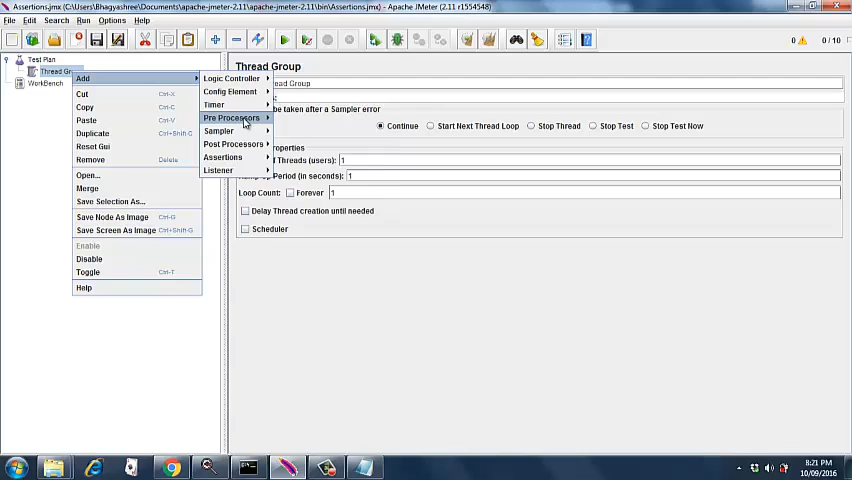 Assertions.jmx (C:\Users\Bhagyashree\Documents\apache-jmeter-2.11\apache-jmeter-2.11\bin\Assertions.jmx) - Apache JMeter (2.11 r1554548)
File Edit Search Run Options Help
0 0 / 10
Test Plan
Thread Gr
WorkBench
Add
Cut Ctrl-X
Copy Ctrl-C
Paste Ctrl-V
Duplicate Ctrl+Shift-C
Reset Gui
Remove Delete
Open...
Merge
Save Selection As...
Save Node As Image Ctrl-G
Save Screen As Image Ctrl+Shift-G
Enable
Disable
Toggle Ctrl-T
Help
Logic Controller
Config Element
Timer
Pre Processors
Sampler
Post Processors
Assertions
Listener
Thread Group
read Group
be taken after a Sampler error
Continue Start Next Thread Loop Stop Thread Stop Test Stop Test Now
roperties
f Threads (users): 1
Period (in seconds): 1
Loop Count: Forever 1
Delay Thread creation until needed
Scheduler
8:21 PM
10/09/2016